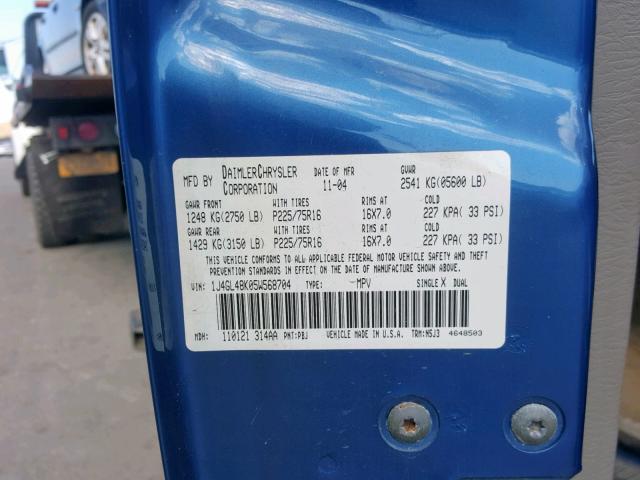 MFD BY DAIMLERCHRYSLER CORPORATION DATE OF MFR 11-04 GVWR 2541 KG(05600 LB)
GAWR FRONT WITH TIRES RIMS AT COLD
1248 KG(2750 LB) P225/75R16 16X7.0 227 KPA( 33 PSI)
GAWR REAR WITH TIRES RIMS AT COLD
1429 KG(3150 LB) P225/75R16 16X7.0 227 KPA( 33 PSI)
THIS VEHICLE CONFORMS TO ALL APPLICABLE FEDERAL MOTOR VEHICLE SAFETY AND THEFT
PREVENTION STANDARDS IN EFFECT ON THE DATE OF MANUFACTURE SHOWN ABOVE.
VIN: 1J4GL48K05W568704 TYPE: -MPV SINGLE X DUAL
MDH: 110121 314AA PNT:PBJ VEHICLE MADE IN U.S.A. TRM:N5J3 4648503